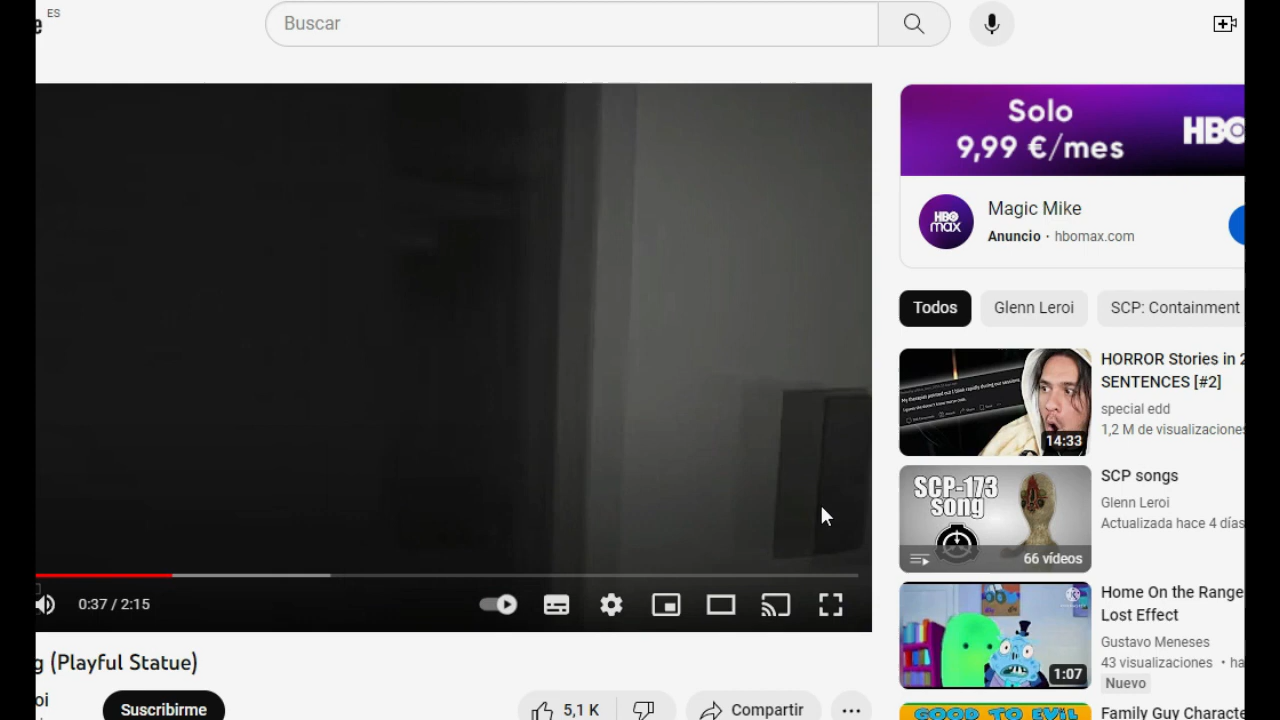 ES
Buscar
Solo
9,99 €/mes
HBO
HBO
max
Magic Mike
Anuncio · hbomax.com
Todos
Glenn Leroi
SCP: Containment
HORROR Stories in 2
SENTENCES [#2]
special edd
1,2 M de visualizaciones
14:33
SCP-173
song
SCP songs
Glenn Leroi
Actualizada hace 4 días
66 vídeos
Home On the Range
Lost Effect
Gustavo Meneses
43 visualizaciones · ha
Nuevo
1:07
0:37 / 2:15
g (Playful Statue)
oi
Suscribirme
5,1 K
Compartir
GOOD TO EVIL
Family Guy Characte